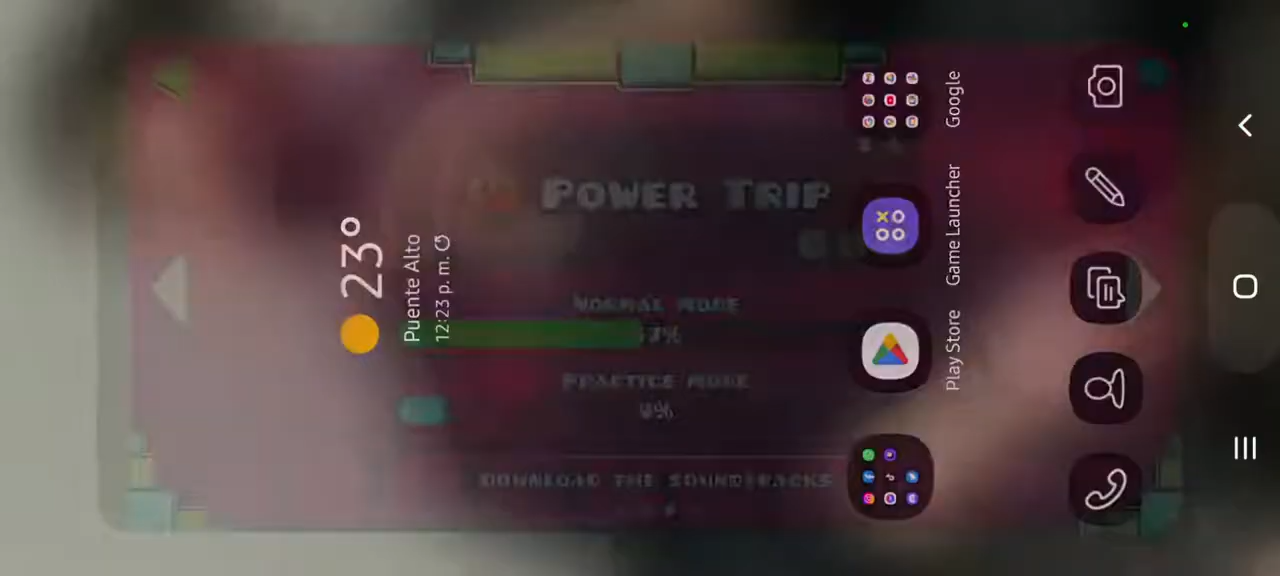 23°
Puente Alto
12:23 p. m.
Google
Game Launcher
Play Store
POWER TRIP
NORMAL MODE
PRACTICE MODE
0%
DOWNLOAD THE SOUNDTRACKS